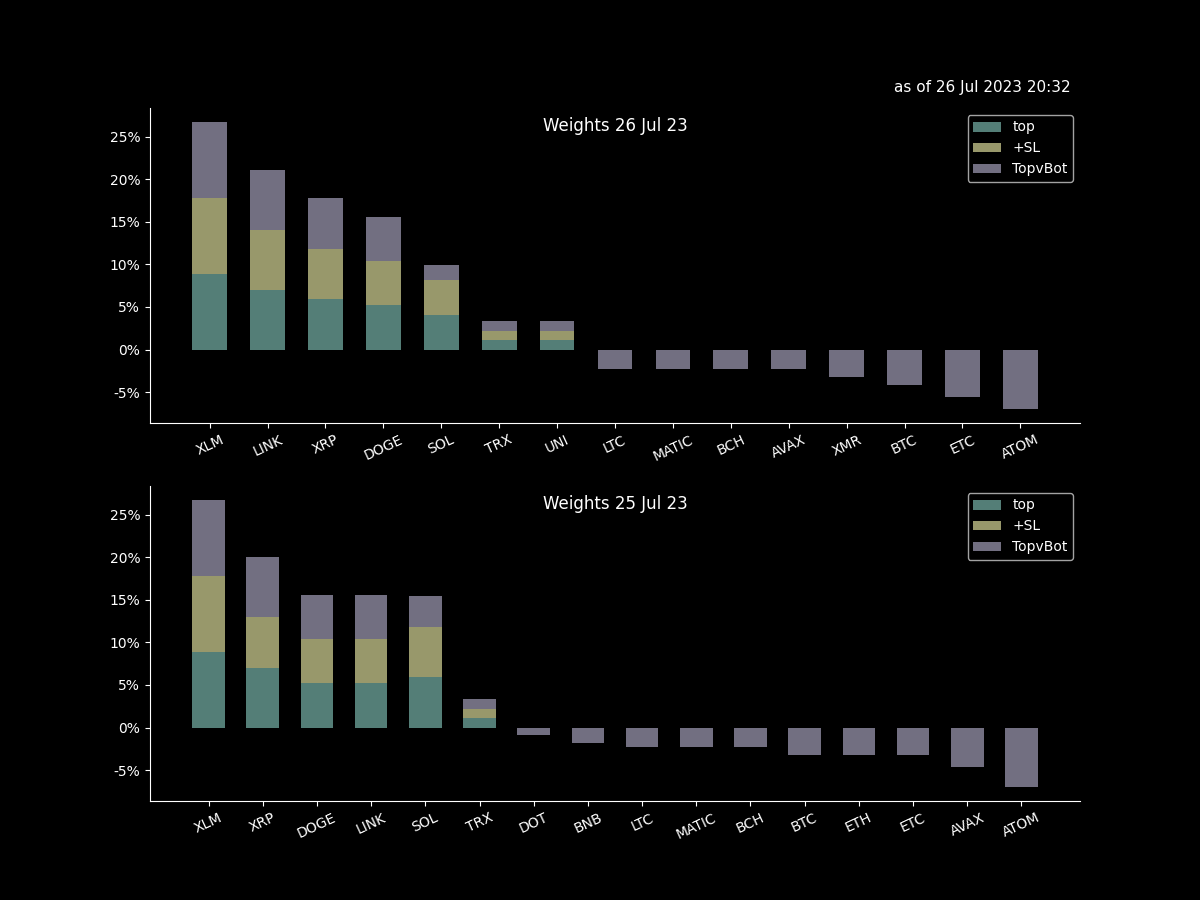 as of 26 Jul 2023 20:32
Weights 26 Jul 23
top
+SL
TopvBot
25%
20%
15%
10%
5%
0%
-5%
XLM LINK XRP DOGE SOL TRX UNI LTC MATIC BCH AVAX XMR BTC ETC ATOM
Weights 25 Jul 23
top
+SL
TopvBot
25%
20%
15%
10%
5%
0%
-5%
XLM XRP DOGE LINK SOL TRX DOT BNB LTC MATIC BCH BTC ETH ETC AVAX ATOM